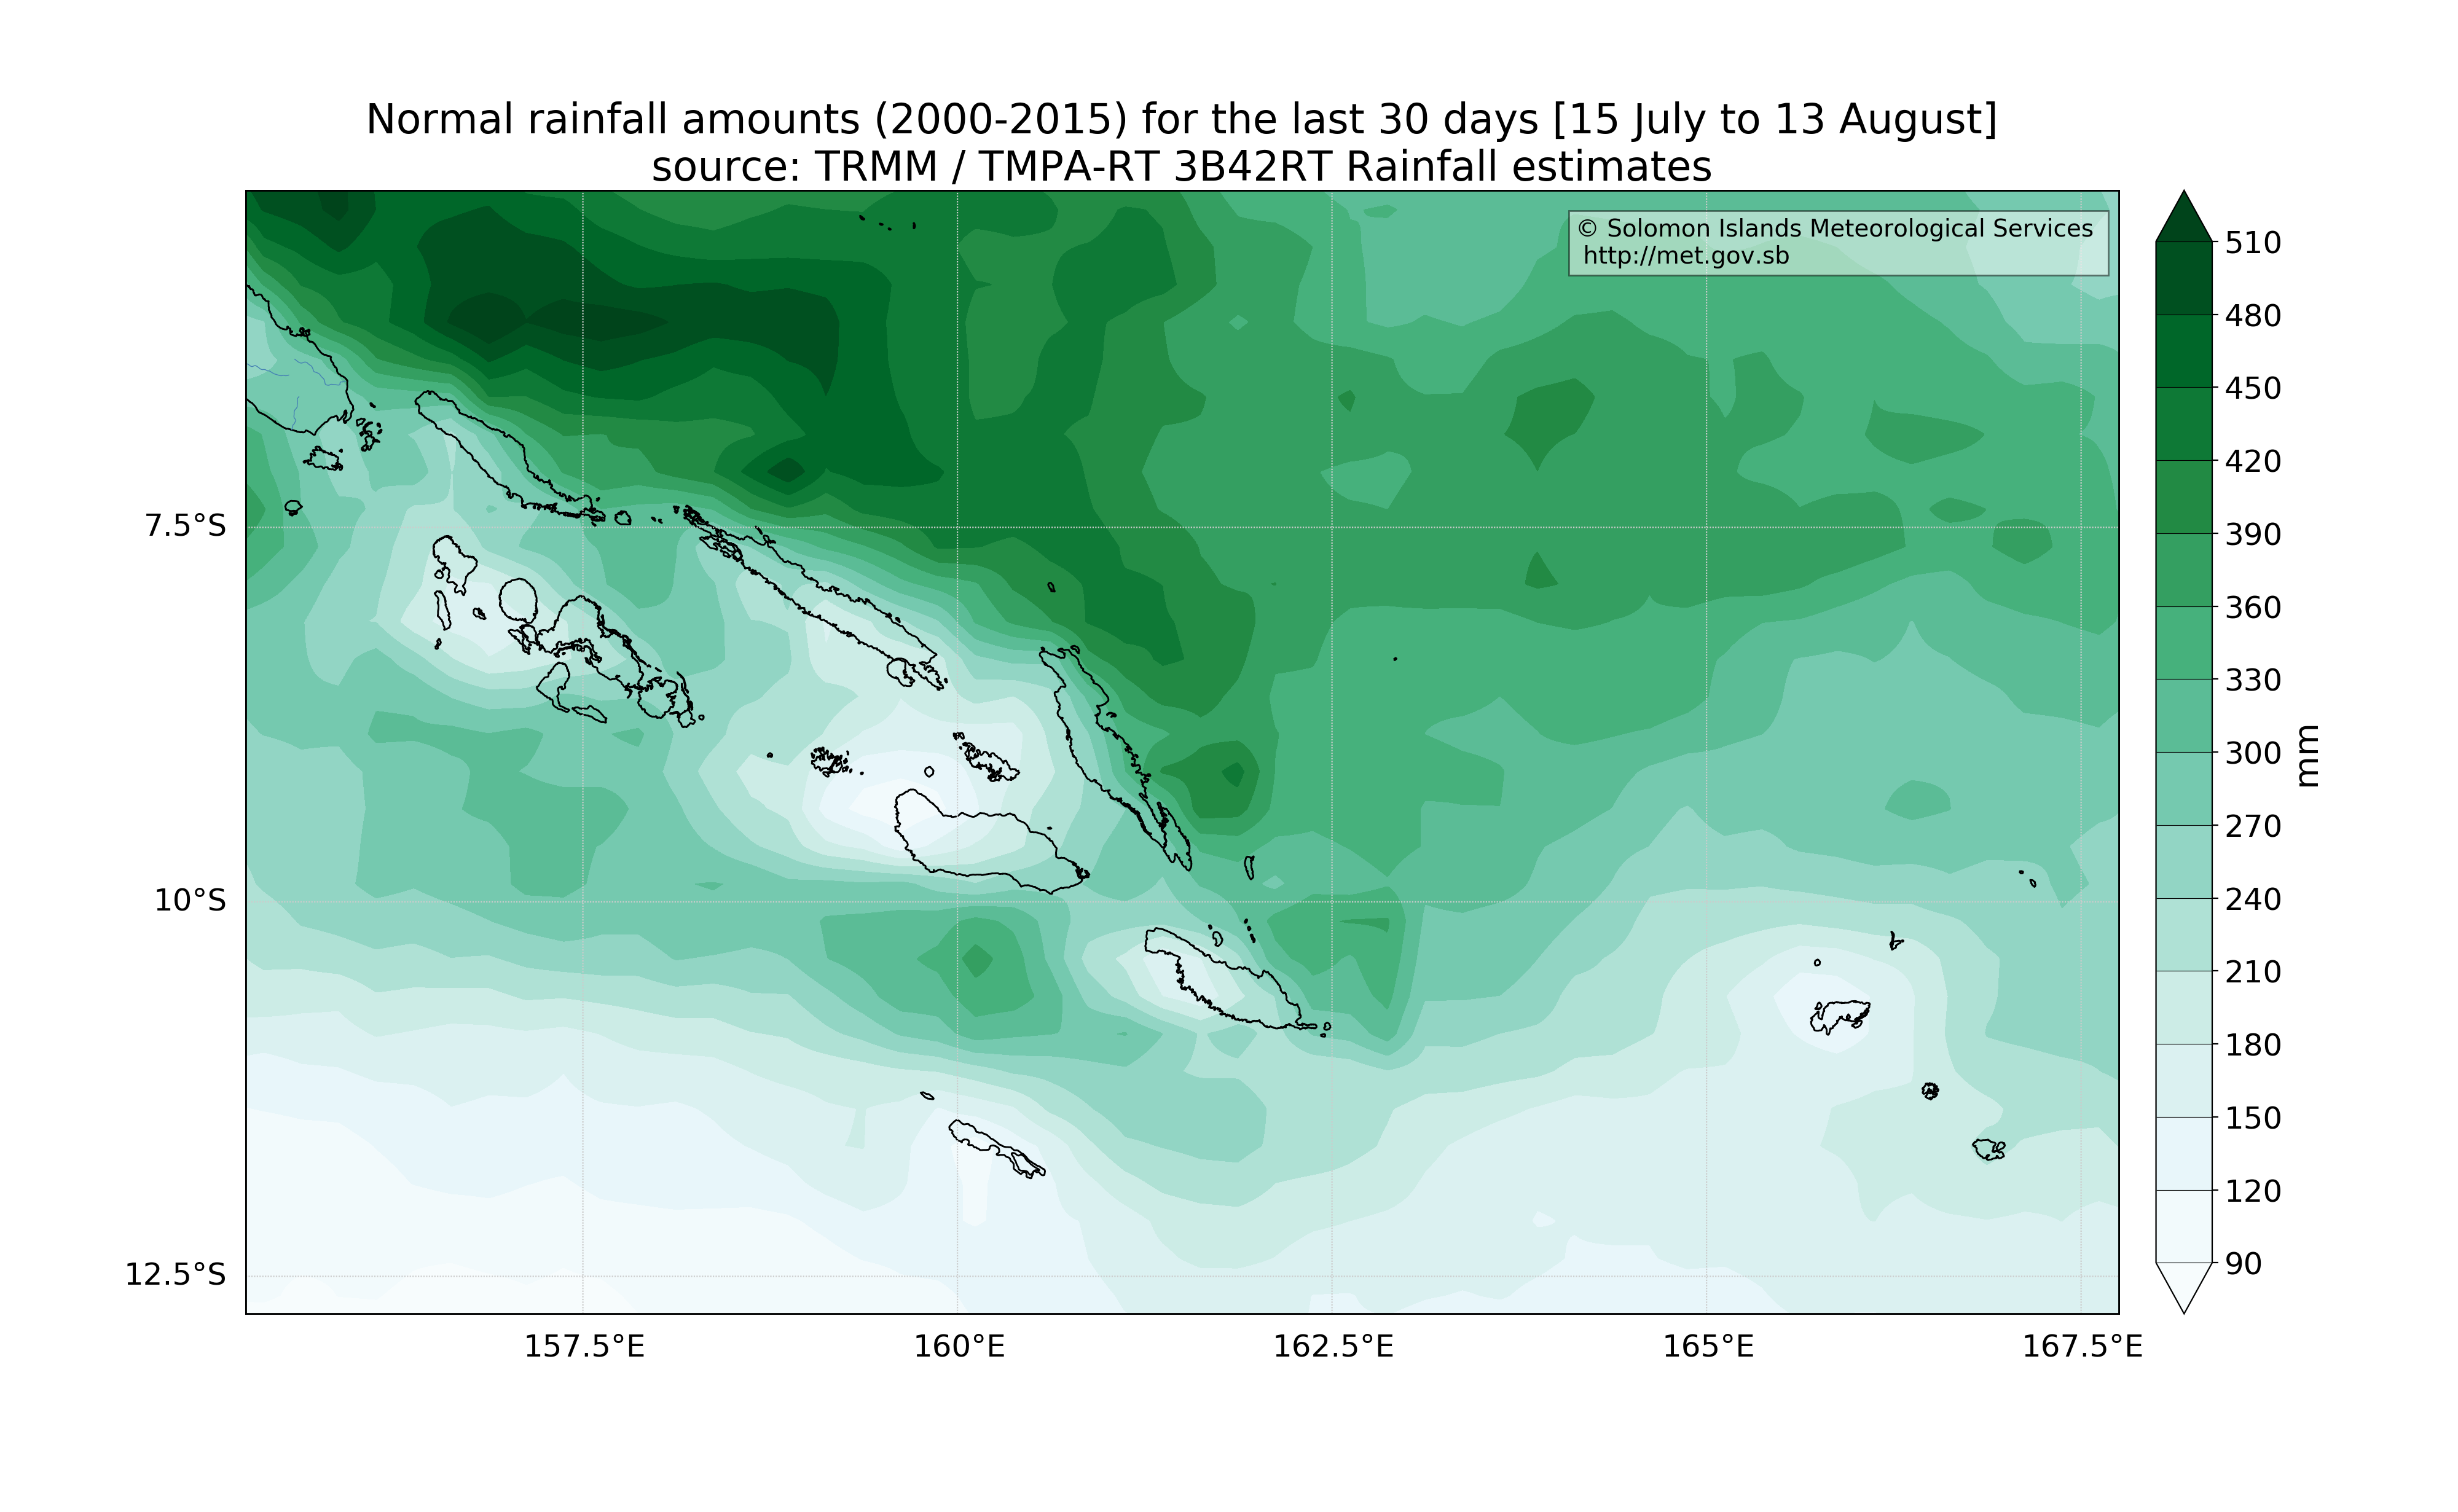 Normal rainfall amounts (2000-2015) for the last 30 days [15 July to 13 August]
source: TRMM / TMPA-RT 3B42RT Rainfall estimates
© Solomon Islands Meteorological Services
http://met.gov.sb
7.5°S
10°S
12.5°S
157.5°E
160°E
162.5°E
165°E
167.5°E
510
480
450
420
390
360
330
300
270
240
210
180
150
120
90
mm